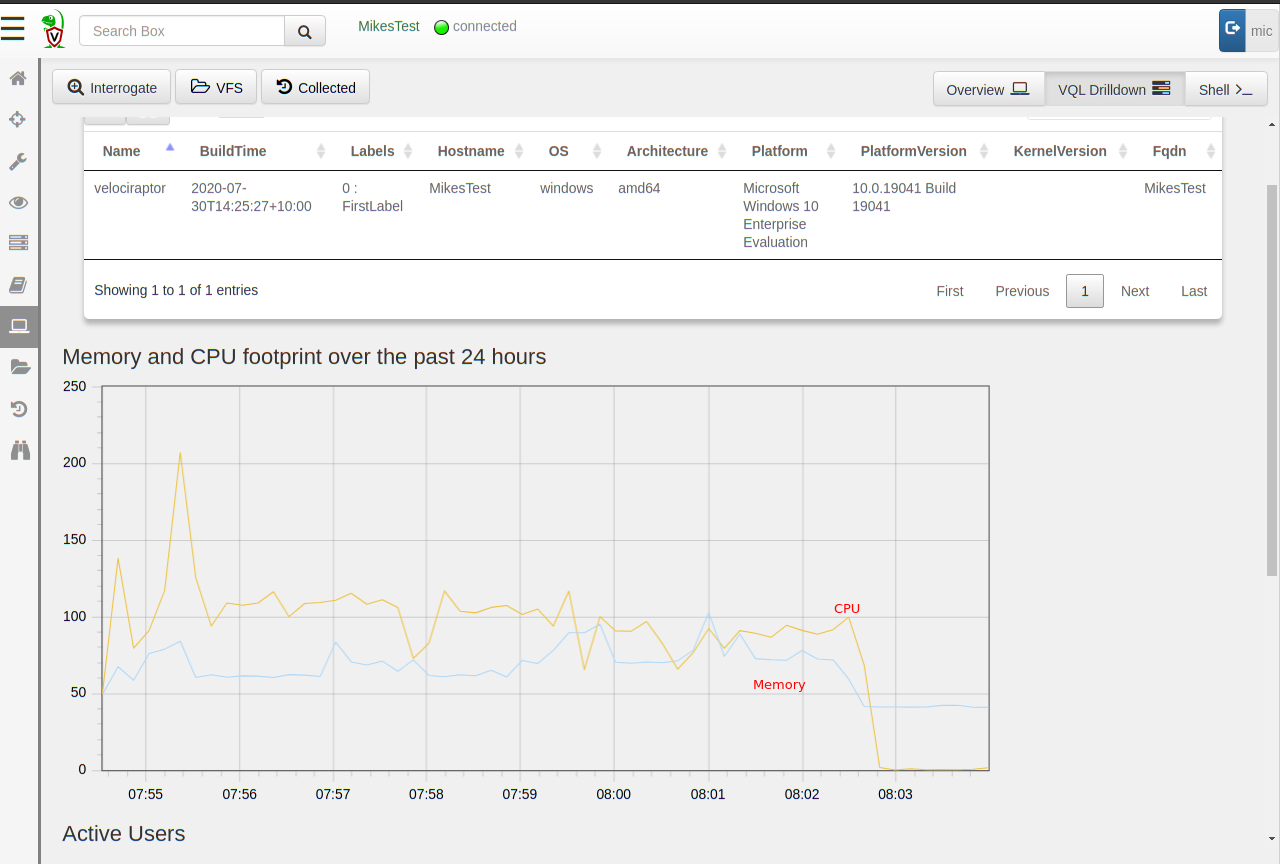 Search Box
MikesTest
connected
mic
Interrogate
VFS
Collected
Overview
VQL Drilldown
Shell
Name
BuildTime
Labels
Hostname
OS
Architecture
Platform
PlatformVersion
KernelVersion
Fqdn
velociraptor
2020-07-
30T14:25:27+10:00
0 :
FirstLabel
MikesTest
windows
amd64
Microsoft
Windows 10
Enterprise
Evaluation
10.0.19041 Build
19041
MikesTest
Showing 1 to 1 of 1 entries
First
Previous
1
Next
Last
Memory and CPU footprint over the past 24 hours
250
200
150
100
50
0
CPU
Memory
07:55
07:56
07:57
07:58
07:59
08:00
08:01
08:02
08:03
Active Users